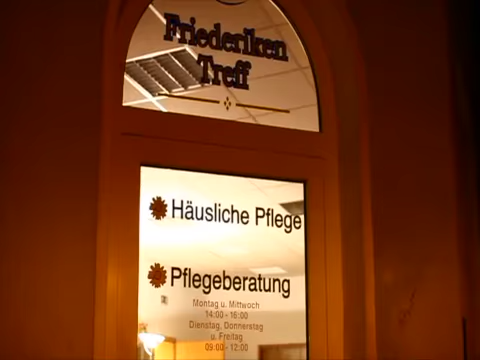 Friederiken
Treff
Häusliche Pflege
Pflegeberatung
Montag u. Mittwoch
14:00 - 16:00
Dienstag, Donnerstag
u. Freitag
09:00 - 12:00